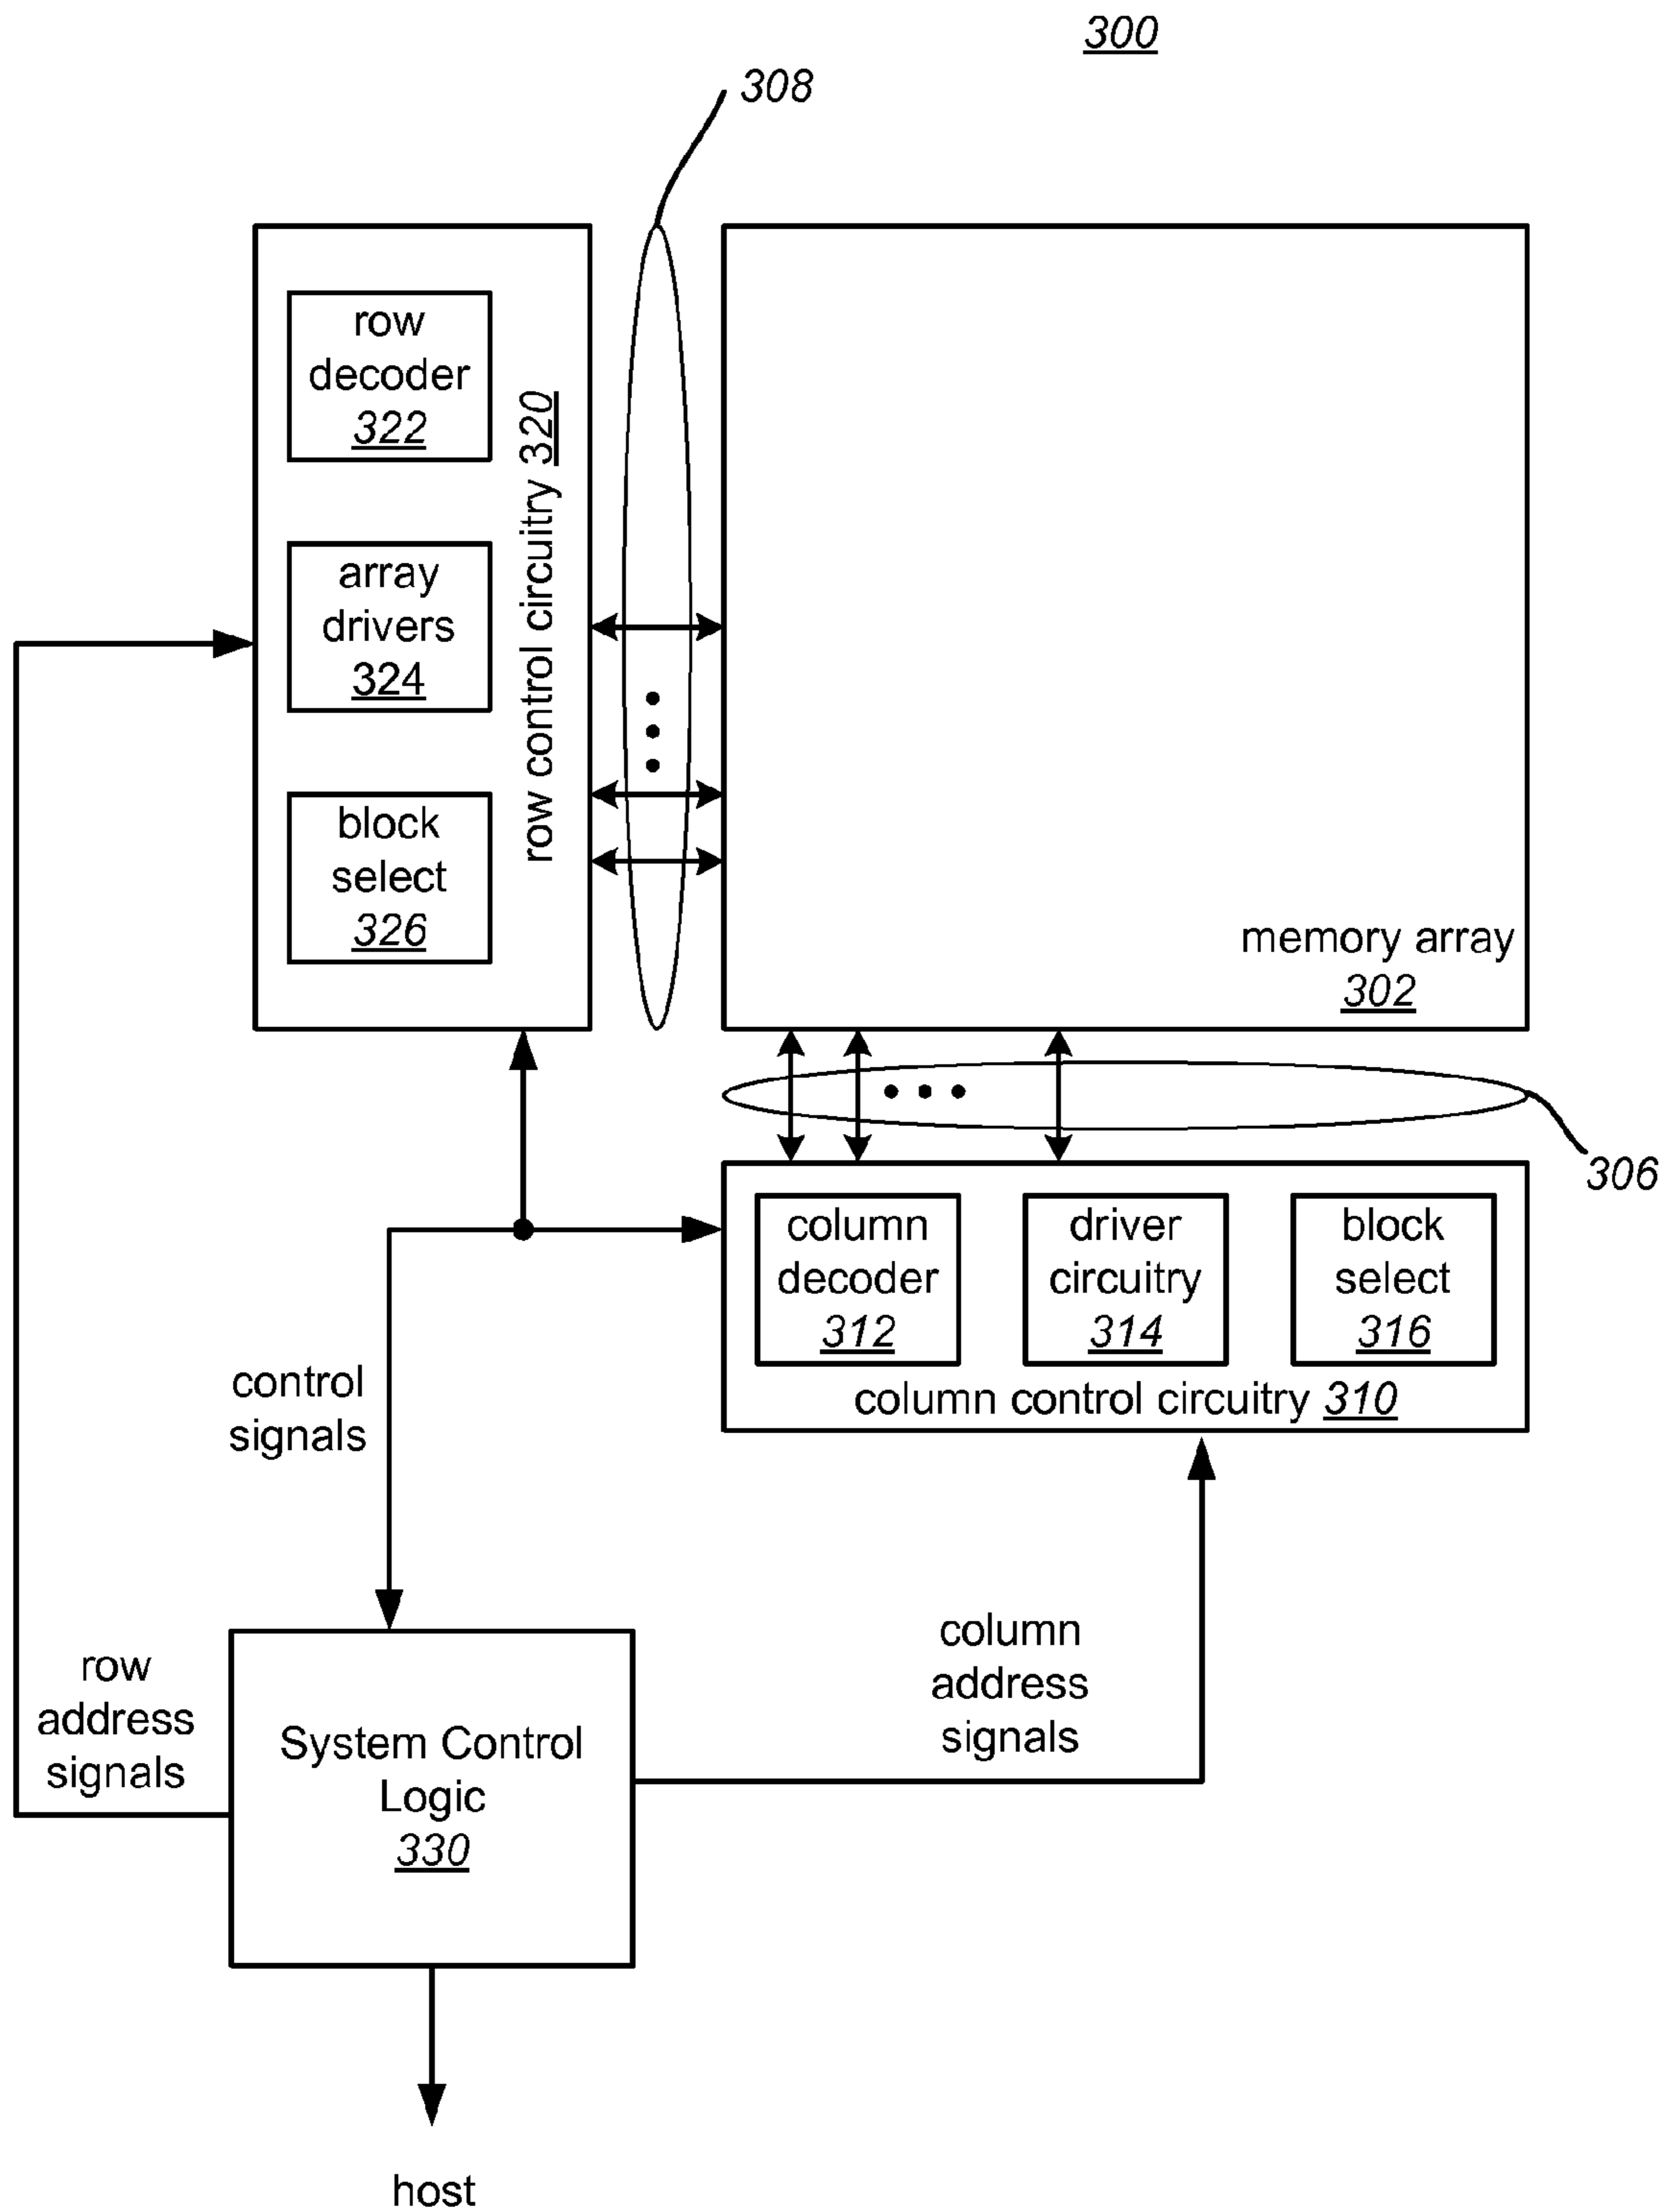 300
308
row
decoder
322
array
drivers
324
block
select
326
row control circuitry 320
memory array
302
306
column
decoder
312
driver
circuitry
314
block
select
316
column control circuitry 310
control
signals
row
address
signals
System Control
Logic
330
column
address
signals
host